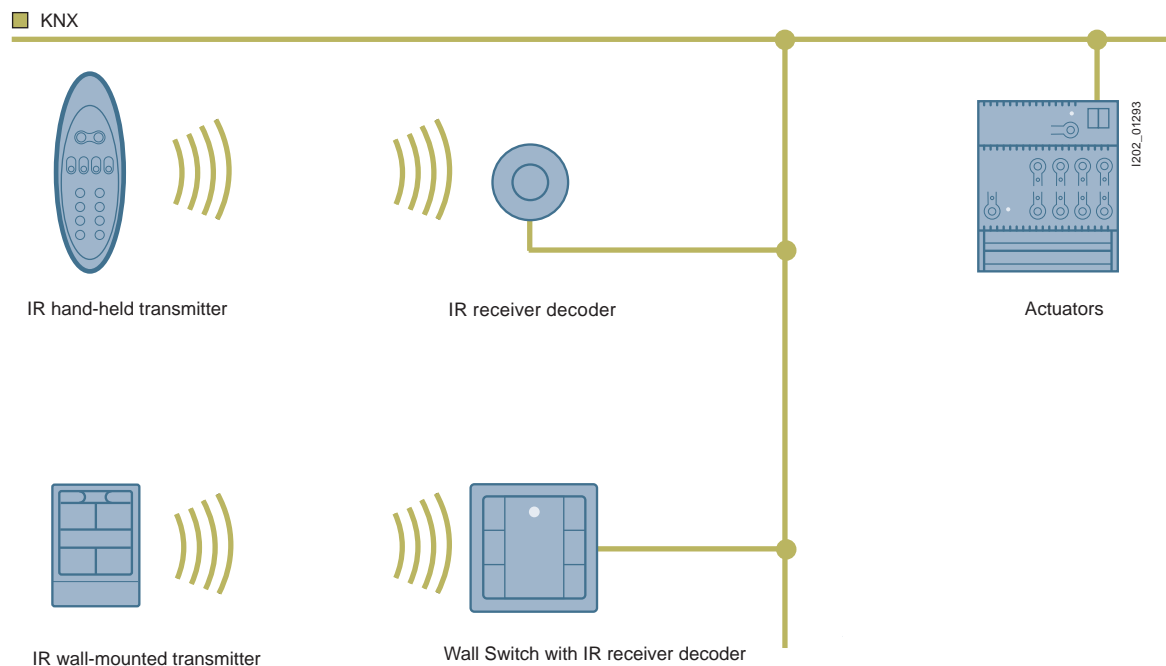 KNX
I202_01293
IR hand-held transmitter
IR receiver decoder
Actuators
IR wall-mounted transmitter
Wall Switch with IR receiver decoder